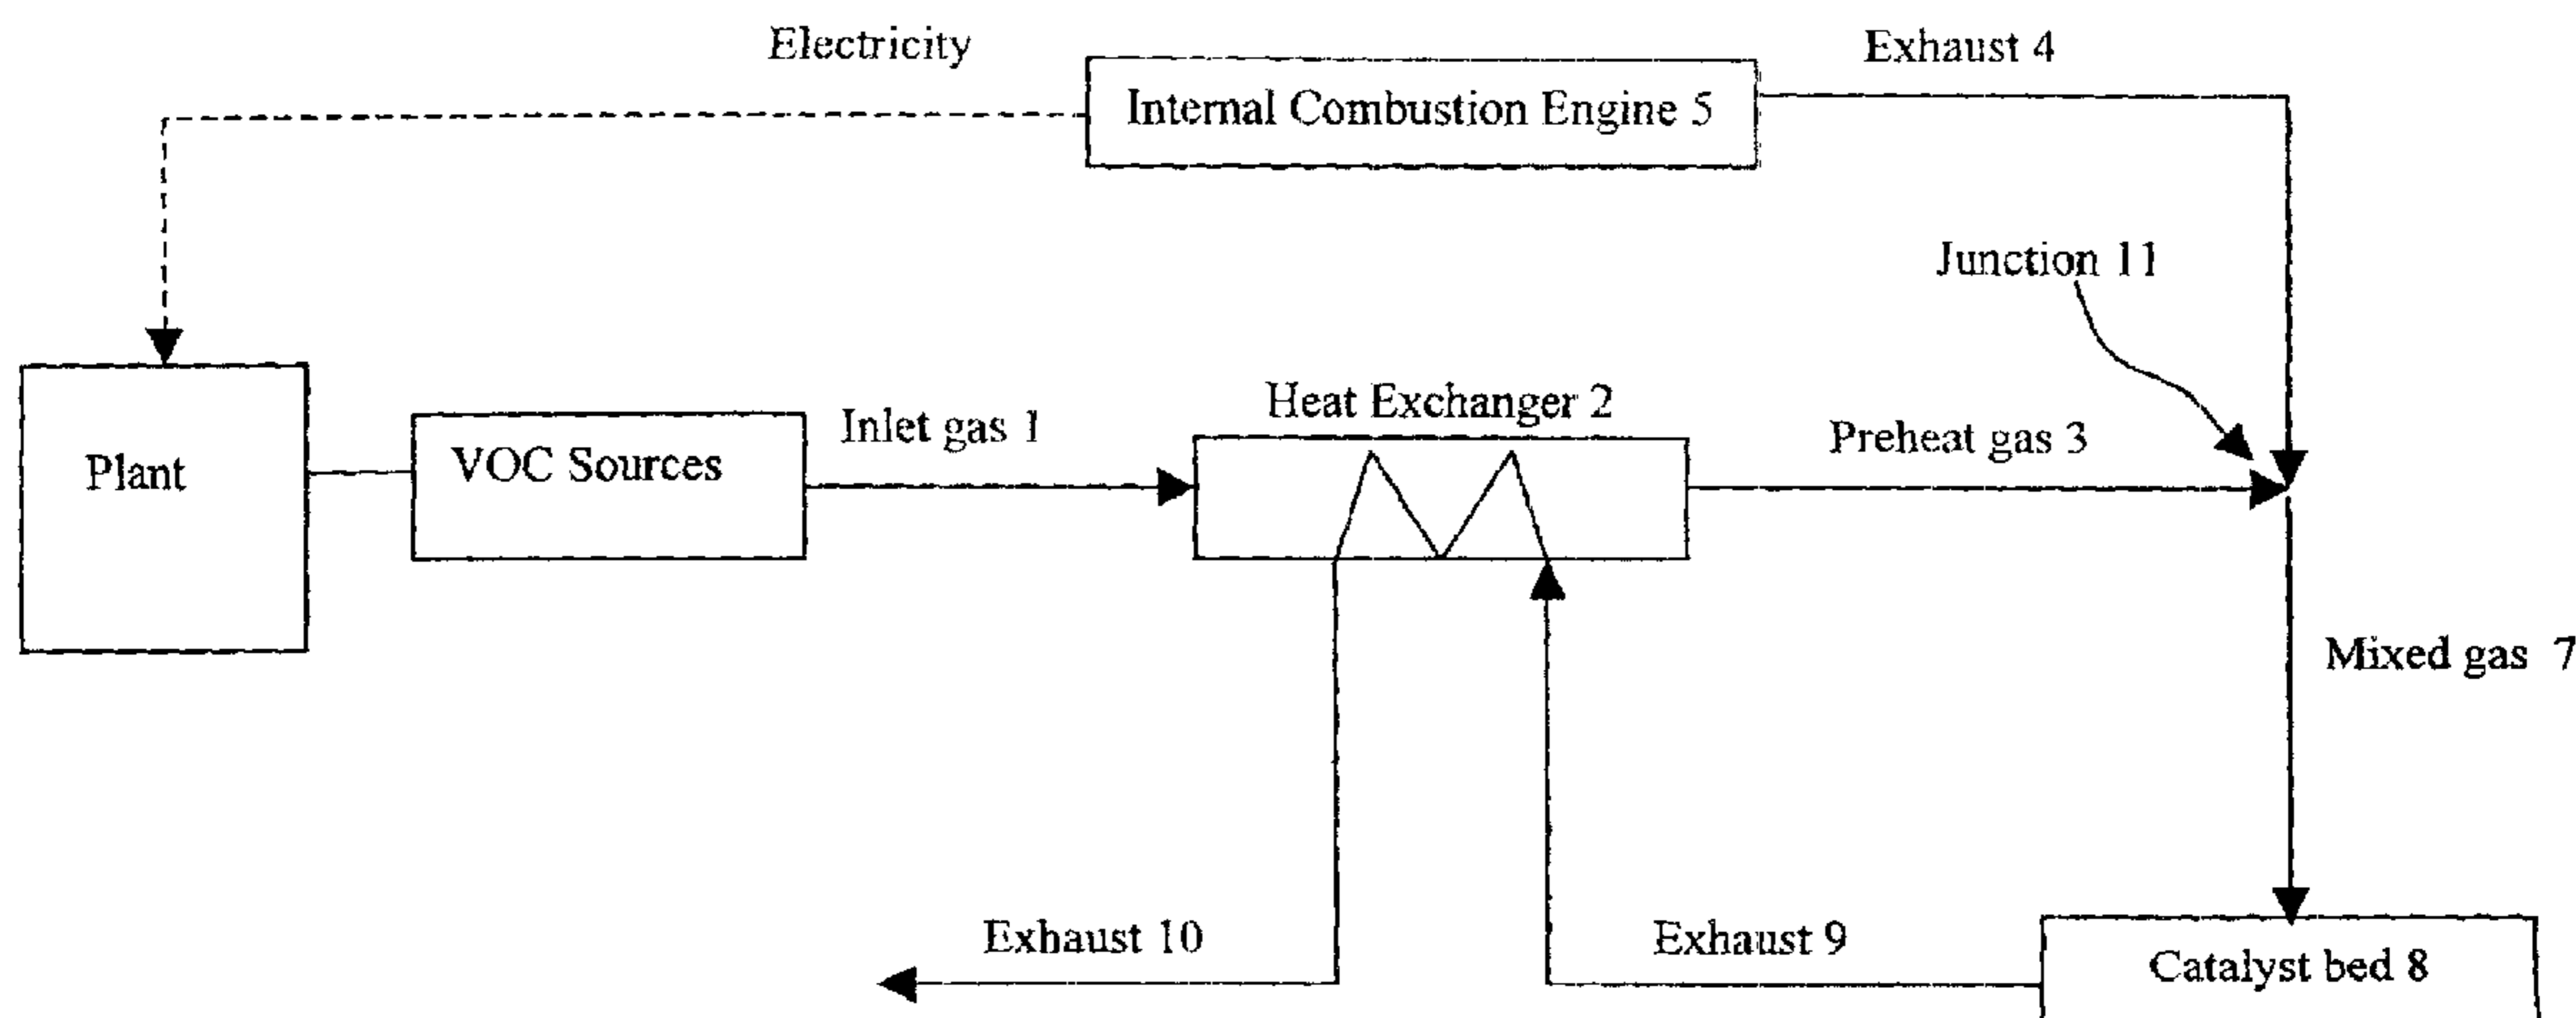 Electricity
Exhaust 4
Internal Combustion Engine 5
Junction 11
Heat Exchanger 2
Inlet gas 1
Preheat gas 3
Plant
VOC Sources
Mixed gas 7
Exhaust 10
Exhaust 9
Catalyst bed 8